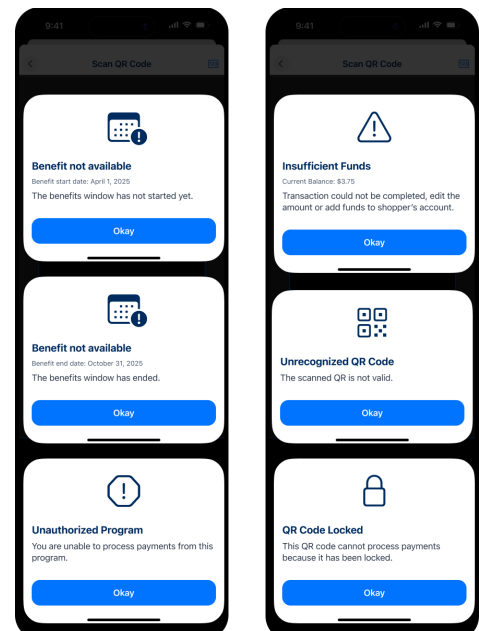 9:41
Scan QR Code
Benefit not available
Benefit start date: April 1, 2025
The benefits window has not started yet.
Okay
Benefit not available
Benefit end date: October 31, 2025
The benefits window has ended.
Okay
Unauthorized Program
You are unable to process payments from this
program.
Okay
9:41
Scan QR Code
Insufficient Funds
Current Balance: $3.75
Transaction could not be completed, edit the
amount or add funds to shopper’s account.
Okay
Unrecognized QR Code
The scanned QR is not valid.
Okay
QR Code Locked
This QR code cannot process payments
because it has been locked.
Okay